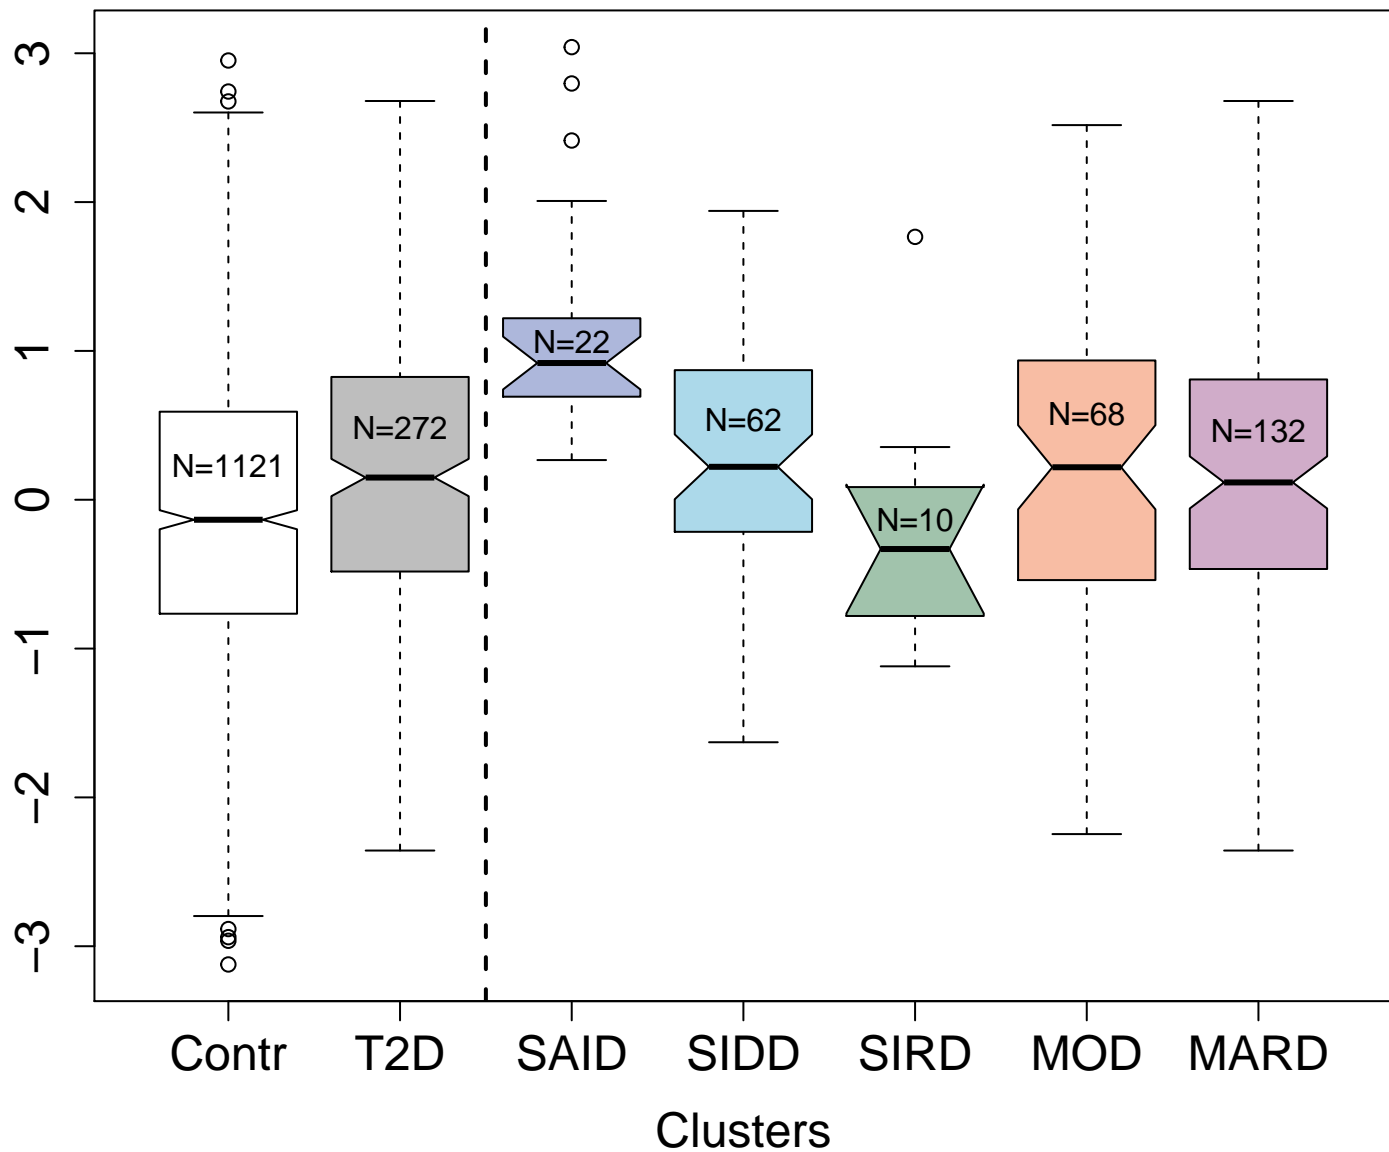 3
2
1
0
−1
−2
−3
N=1121
N=272
N=22
N=62
N=10
N=68
N=132
Contr T2D SAID SIDD SIRD MOD MARD
Clusters